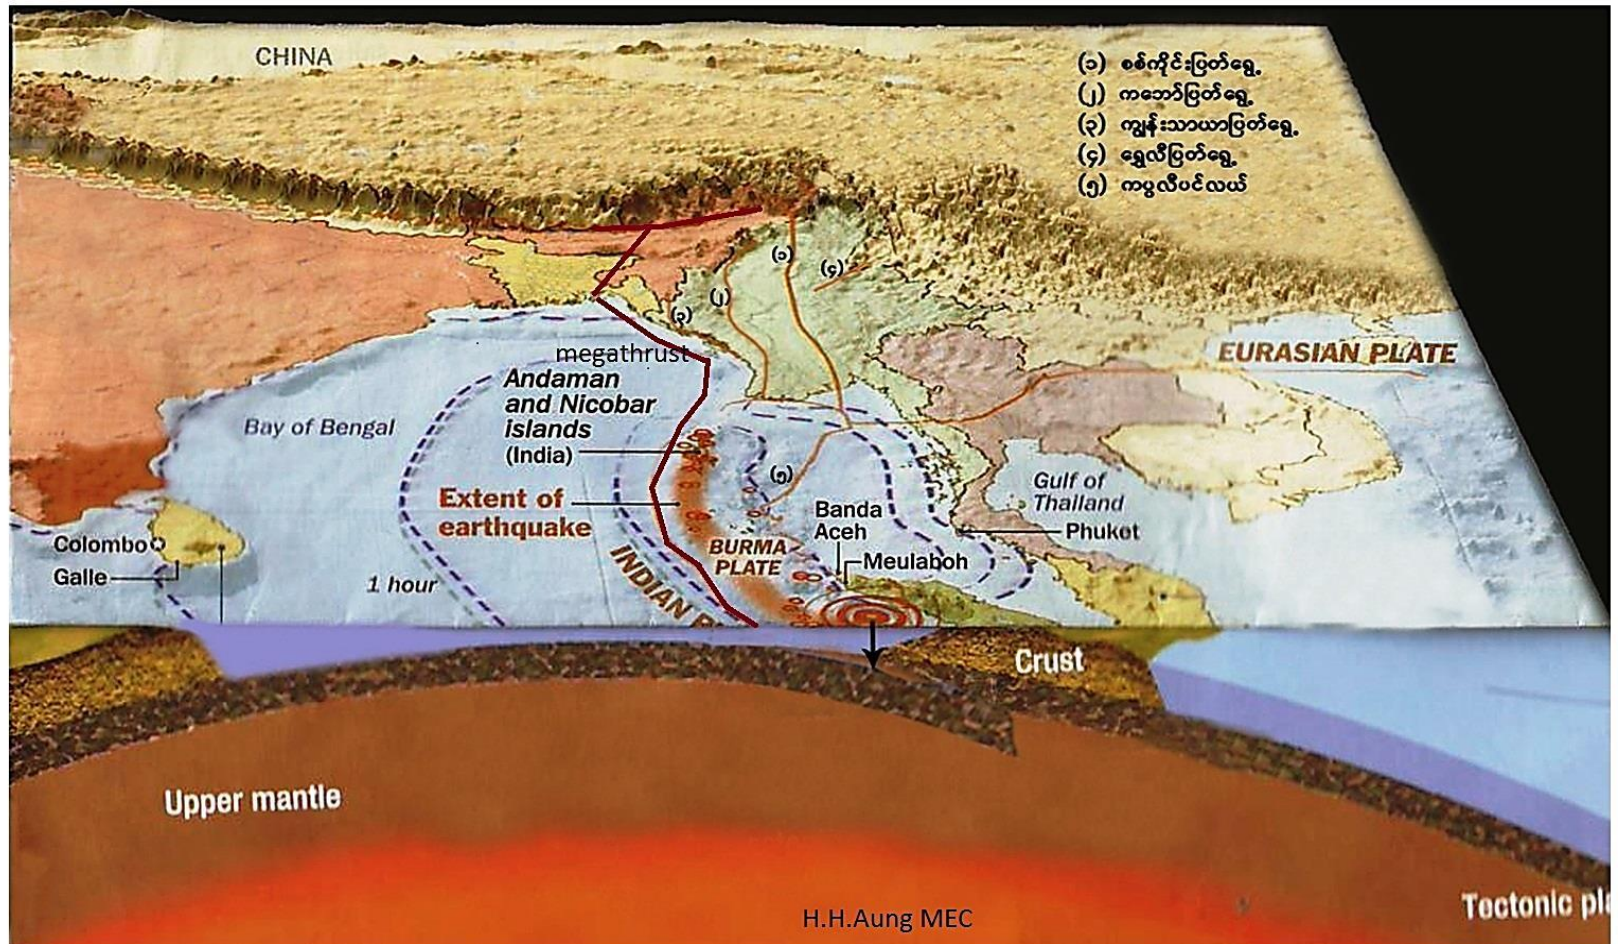 CHINA
(၁) စစ်ကိုင်းပြတ်ရွေ့
(၂) ကဘော်ပြတ်ရွေ့
(၃) ကျွန်းသာယာပြတ်ရွေ့
(၄) ရွှေလီပြတ်ရွေ့
(၅) ကပ္ပလီပင်လယ်
(၁)
(၄)
(၂)
(၃)
megathrust
EURASIAN PLATE
Andaman
and Nicobar
islands
(India)
Bay of Bengal
(၅)
Gulf of
Thailand
Extent of
earthquake
Banda
Aceh
Phuket
Colombo
Galle
BURMA
PLATE
Meulaboh
1 hour
INDIAN P
Crust
Upper mantle
Tectonic pla
H.H.Aung MEC